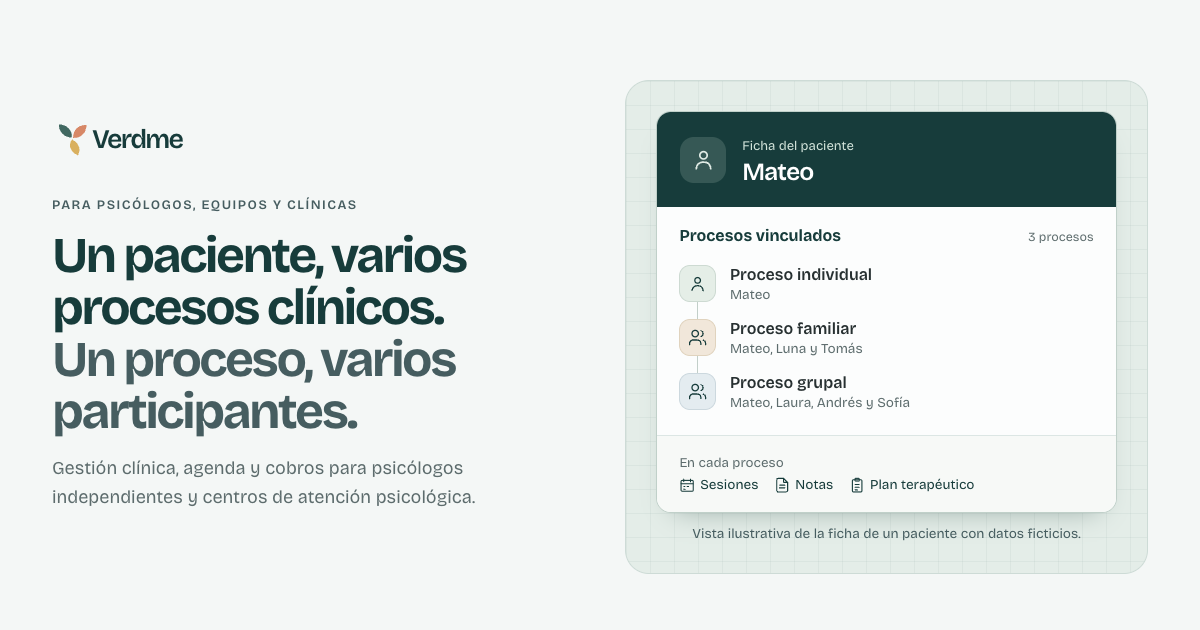 Verdme
PARA PSICÓLOGOS, EQUIPOS Y CLÍNICAS
Un paciente, varios
procesos clínicos.
Un proceso, varios
participantes.
Gestión clínica, agenda y cobros para psicólogos
independientes y centros de atención psicológica.
Ficha del paciente
Mateo
Procesos vinculados
3 procesos
Proceso individual
Mateo
Proceso familiar
Mateo, Luna y Tomás
Proceso grupal
Mateo, Laura, Andrés y Sofía
En cada proceso
Sesiones
Notas
Plan terapéutico
Vista ilustrativa de la ficha de un paciente con datos ficticios.